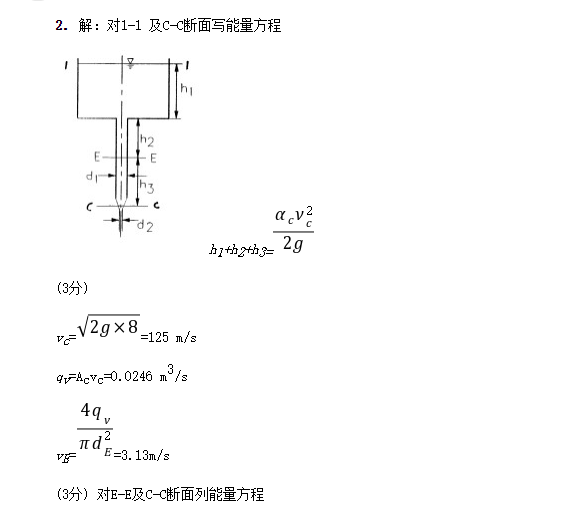 2. 解: 对1-1 及C-C断面写能量方程
1 1
h1
h2
E E
d1 h3
C c
d2
h1+h2+h3= αcvc²/2g
(3分)
vC=√2g×8=125 m/s
qV=ACvC=0.0246 m³/s
vE=4qv/πdE²=3.13m/s
(3分) 对E-E及C-C断面列能量方程